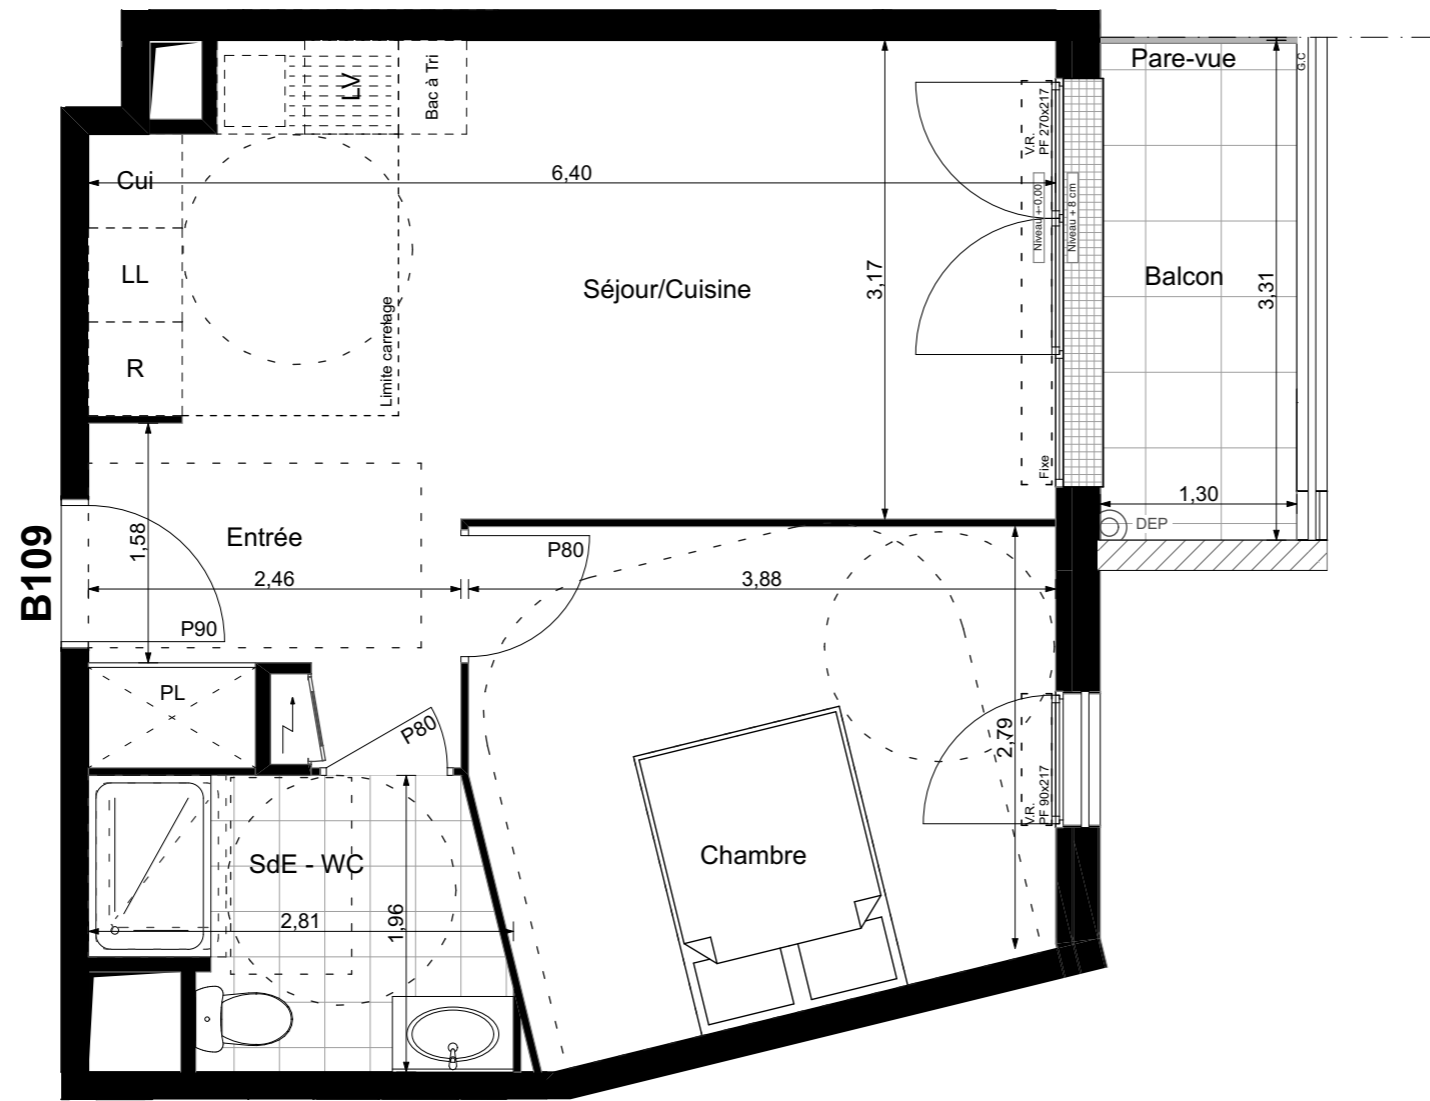 Pare-vue
G.C
LV
Bac à Tri
V.R.
PF 270x217
Cui
6,40
Niveau +-0,00
Niveau + 8 cm
LL
Séjour/Cuisine
3,17
Balcon
3,31
R
Limite carrelage
Fixe
1,30
DEP
B109
1,58
Entrée
P80
2,46
3,88
P90
PL
P80
2,79
V.R.
PF 90x217
SdE - WC
Chambre
2,81
1,96